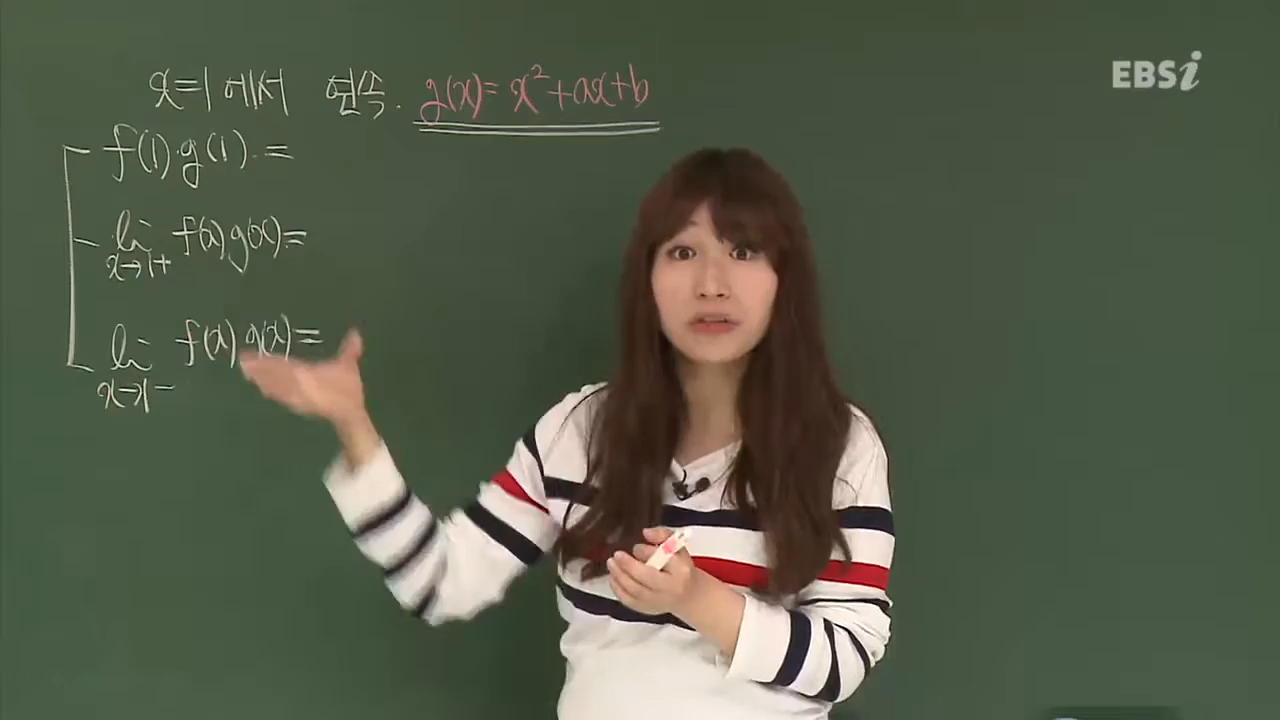 x=1에서 연속. g(x)=x²+ax+b
EBSi
f(1)·g(1)=
lim f(x)g(x)=
x→1+
lim f(x)g(x)=
x→1-